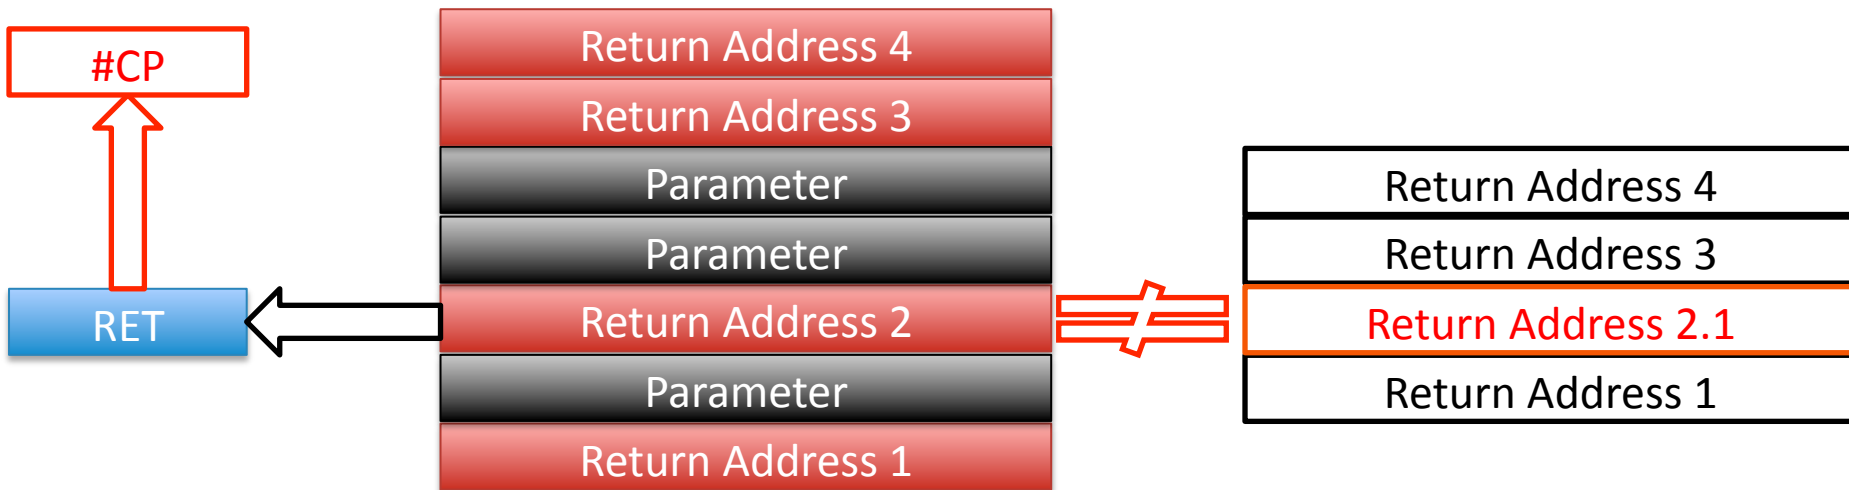 #CP
RET
Return Address 4
Return Address 3
Parameter
Parameter
Return Address 2
Parameter
Return Address 1
Return Address 4
Return Address 3
Return Address 2.1
Return Address 1